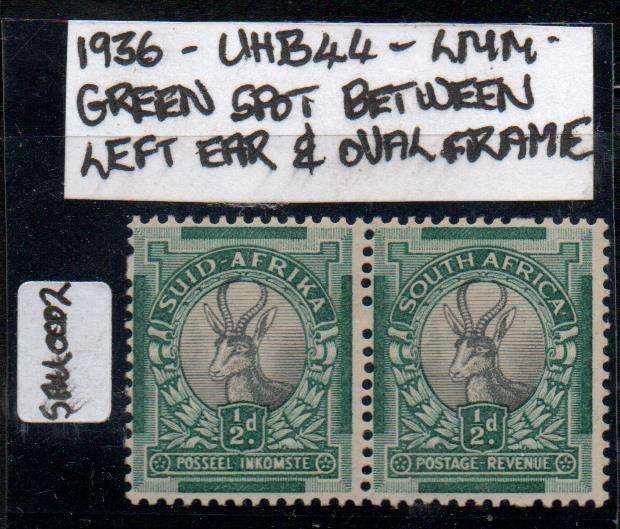 1936 - UHB44 - LMM.
GREEN SPOT BETWEEN
LEFT EAR & OVAL FRAME
SUID-AFRIKA
½d.
POSSEEL INKOMSTE
SOUTH AFRICA
½d.
POSTAGE - REVENUE